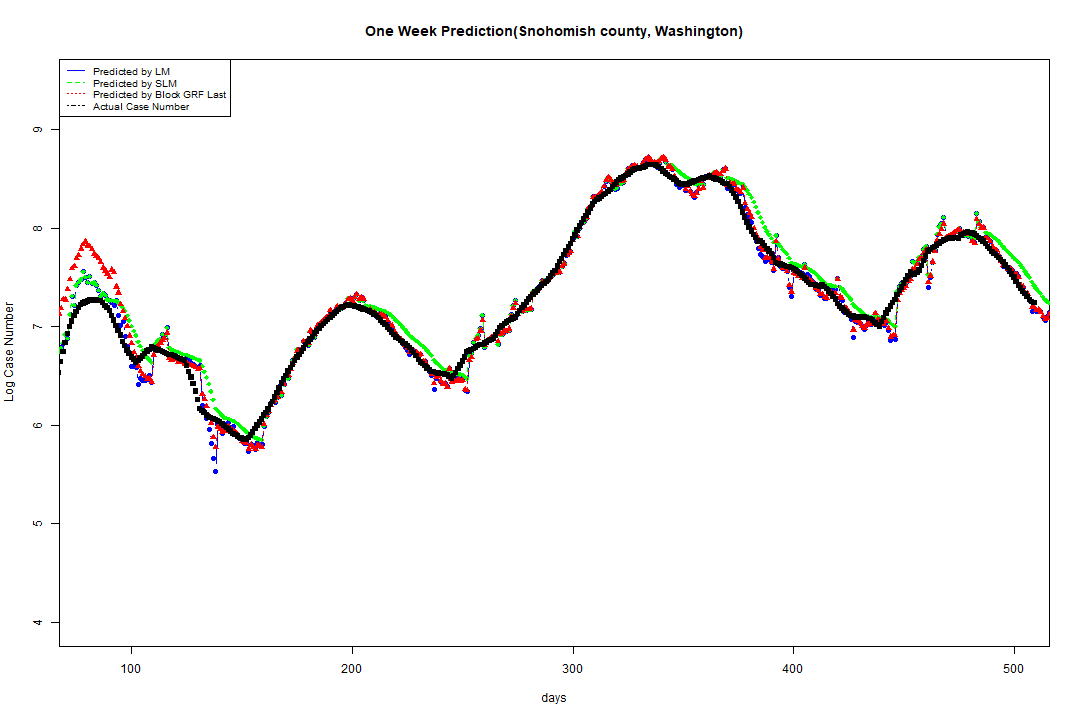 One Week Prediction(Snohomish county, Washington)
Predicted by LM
Predicted by SLM
Predicted by Block GRF Last
Actual Case Number
9
8
7
6
5
4
Log Case Number
100 200 300 400 500
days